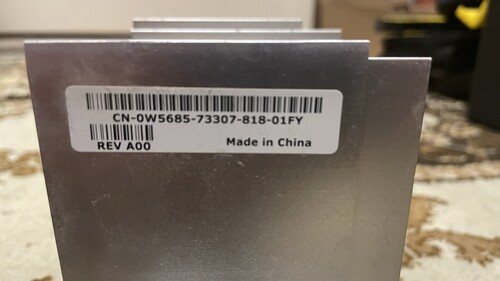 CN-0W5685-73307-818-01FY
REV A00
Made in China